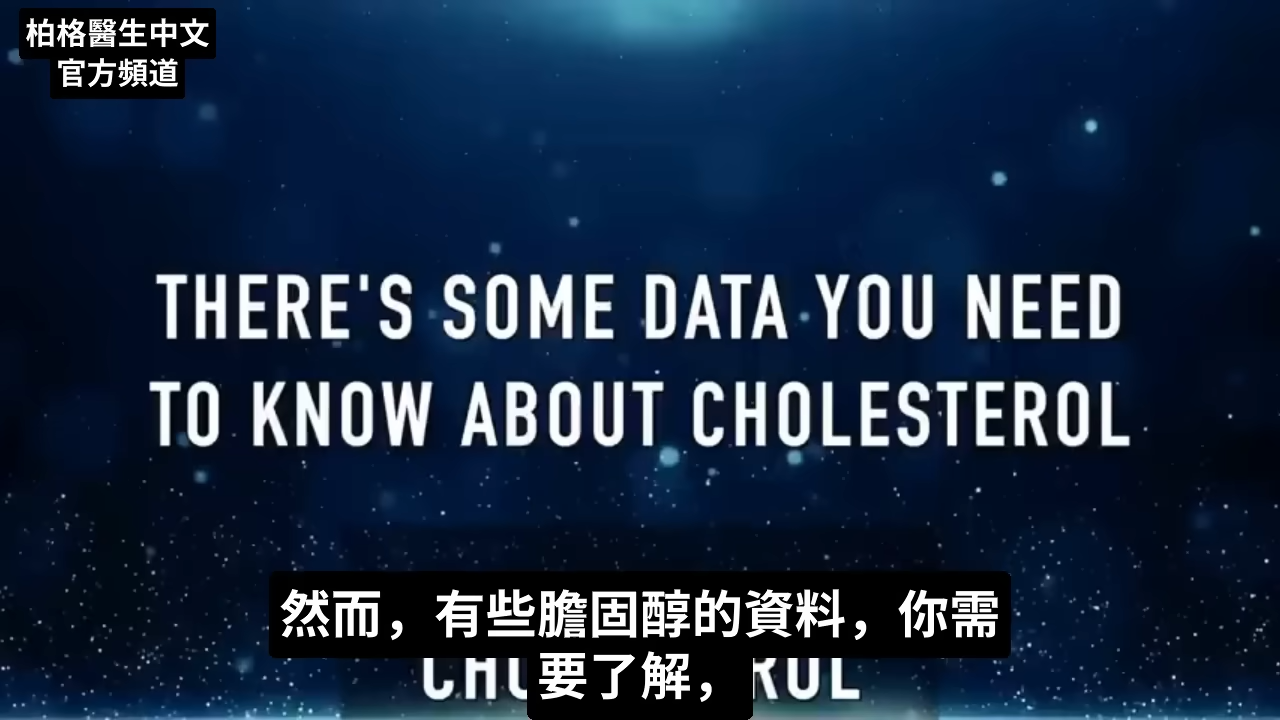 柏格醫生中文
官方頻道
THERE'S SOME DATA YOU NEED
TO KNOW ABOUT CHOLESTEROL
然而，有些膽固醇的資料，你需
要了解，